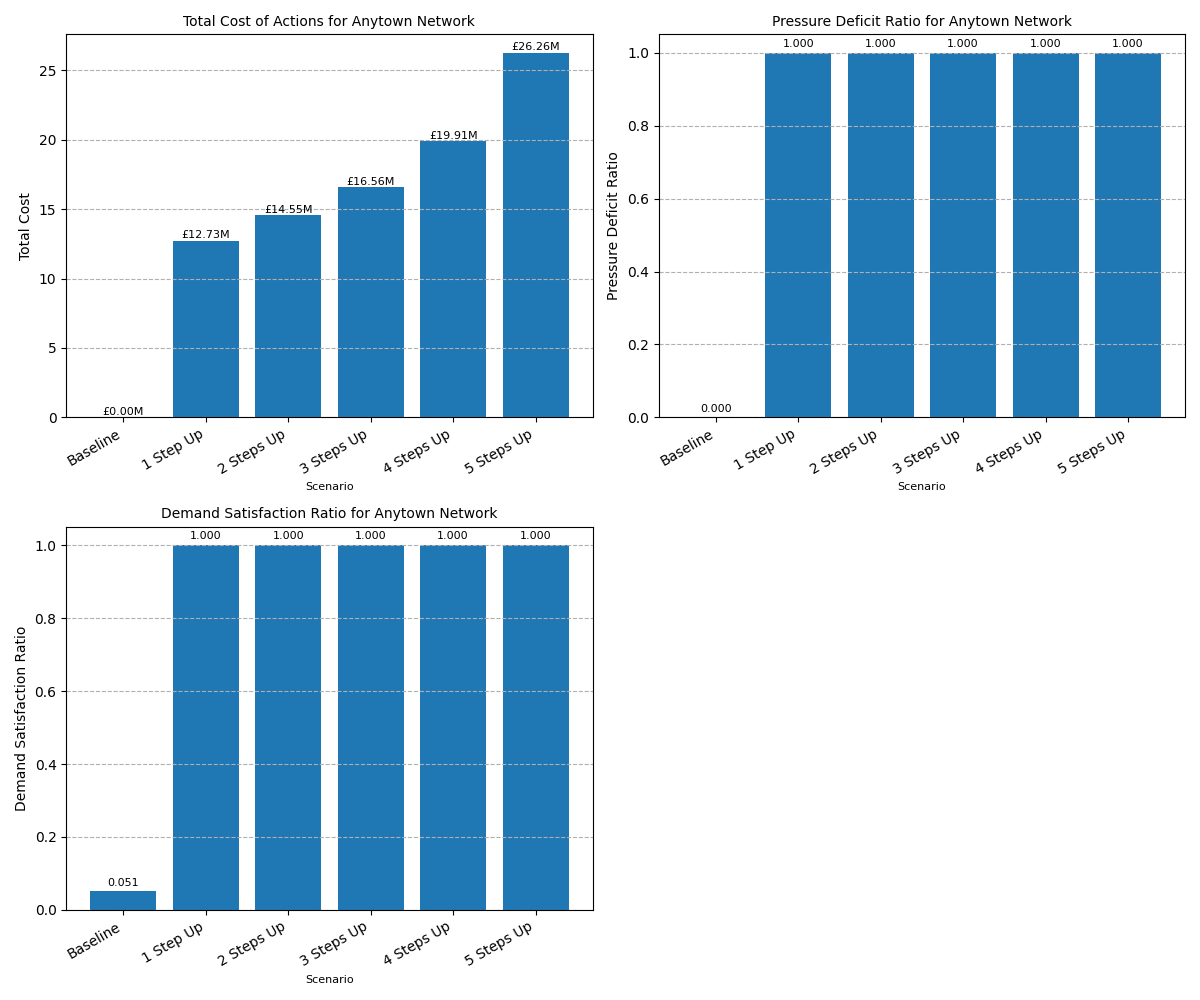 Total Cost of Actions for Anytown Network
Total Cost
25
20
15
10
5
0
£0.00M
£12.73M
£14.55M
£16.56M
£19.91M
£26.26M
Baseline
1 Step Up
2 Steps Up
3 Steps Up
4 Steps Up
5 Steps Up
Scenario
Pressure Deficit Ratio for Anytown Network
Pressure Deficit Ratio
1.0
0.8
0.6
0.4
0.2
0.0
0.000
1.000
1.000
1.000
1.000
1.000
Baseline
1 Step Up
2 Steps Up
3 Steps Up
4 Steps Up
5 Steps Up
Scenario
Demand Satisfaction Ratio for Anytown Network
Demand Satisfaction Ratio
1.0
0.8
0.6
0.4
0.2
0.0
0.051
1.000
1.000
1.000
1.000
1.000
Baseline
1 Step Up
2 Steps Up
3 Steps Up
4 Steps Up
5 Steps Up
Scenario